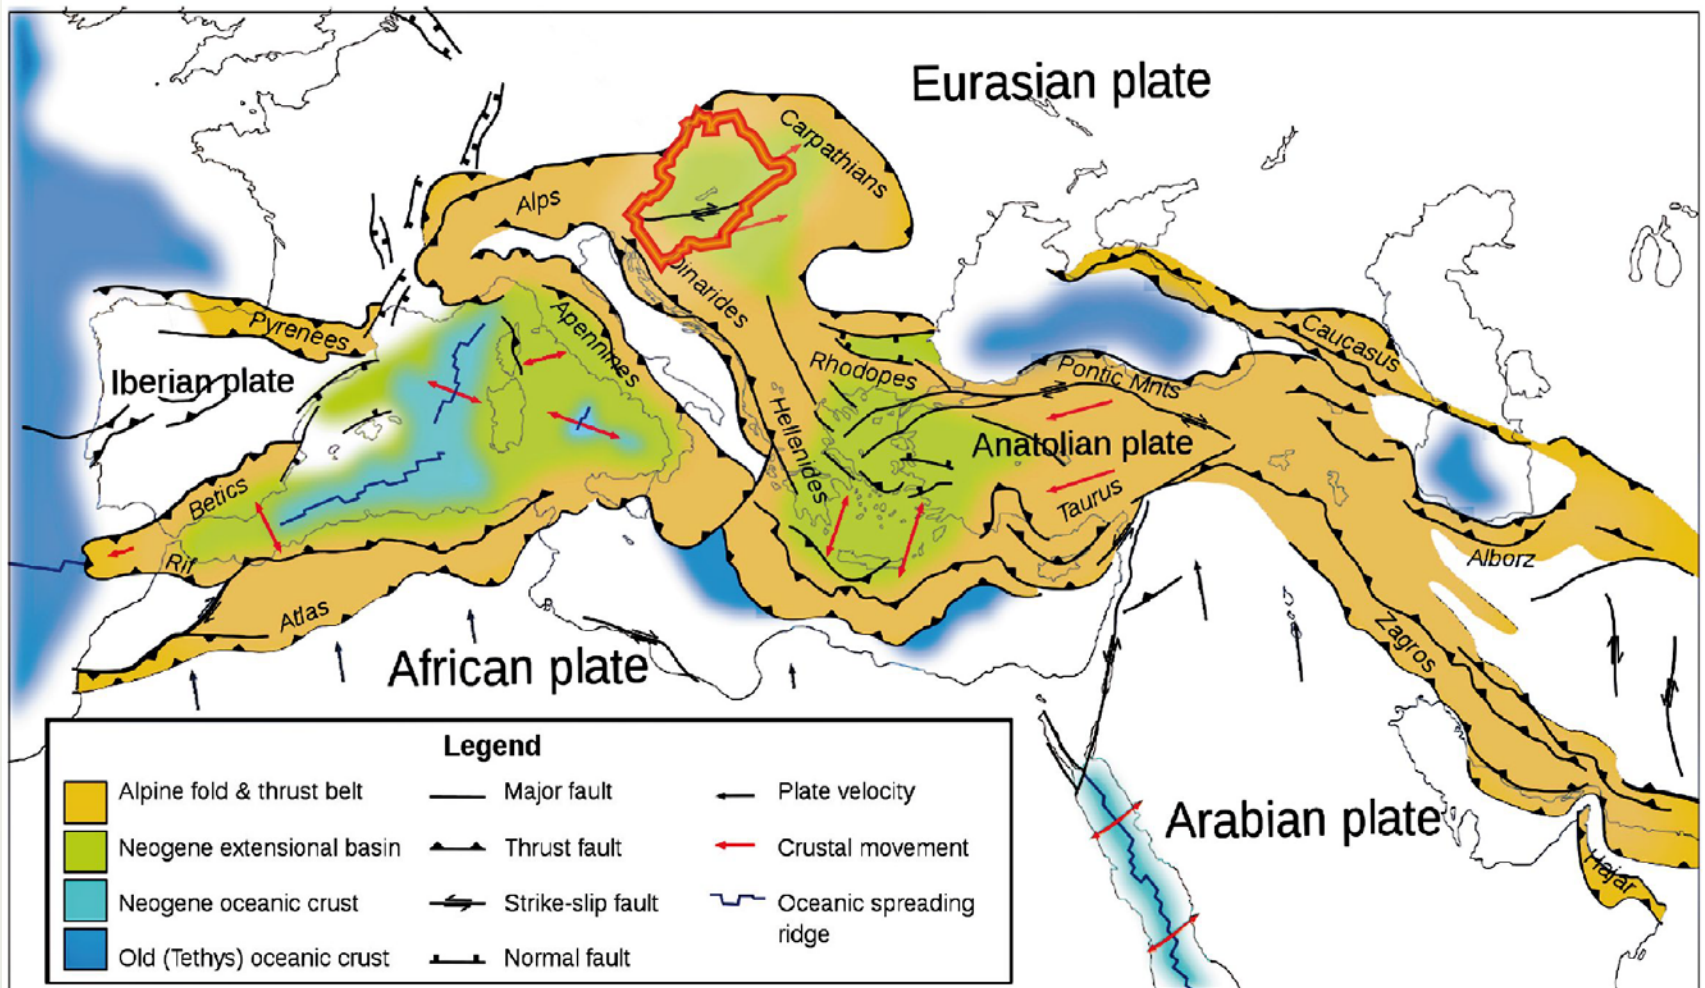 Eurasian plate
Carpathians
Alps
Dinarides
Pyrenees
Apennines
Caucasus
Iberian plate
Rhodopes
Pontic Mnts
Hellenides
Anatolian plate
Betics
Taurus
Rif
Alborz
Atlas
Zagros
African plate
Arabian plate
Hajar
Legend
Alpine fold & thrust belt
Major fault
Plate velocity
Neogene extensional basin
Thrust fault
Crustal movement
Neogene oceanic crust
Strike-slip fault
Oceanic spreading
ridge
Old (Tethys) oceanic crust
Normal fault